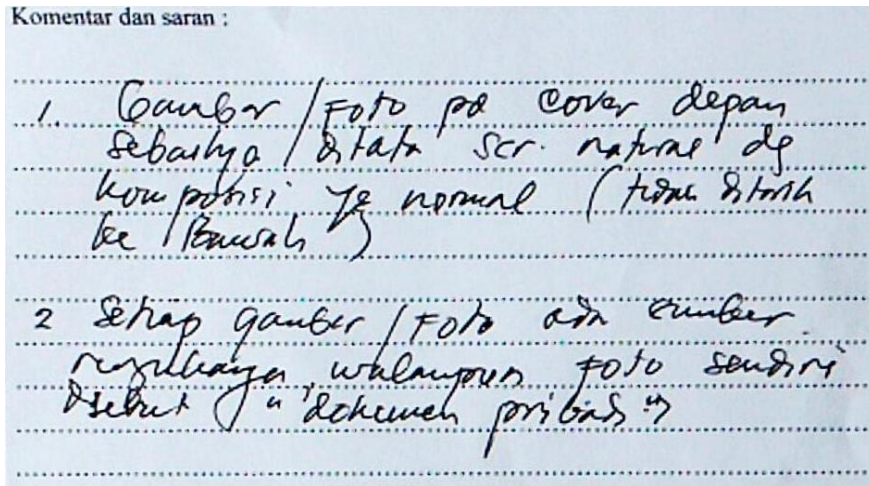 Komentar dan saran :
1. Gambar / Foto pd cover depan
sebaiknya ditata scr. natural dg
komposisi yg normal (tidak ditarik
ke Bawah)
2 Setiap gambar / Foto ada sumber
rujukannya, walaupun foto sendiri
disebut "dokumen pribadi"